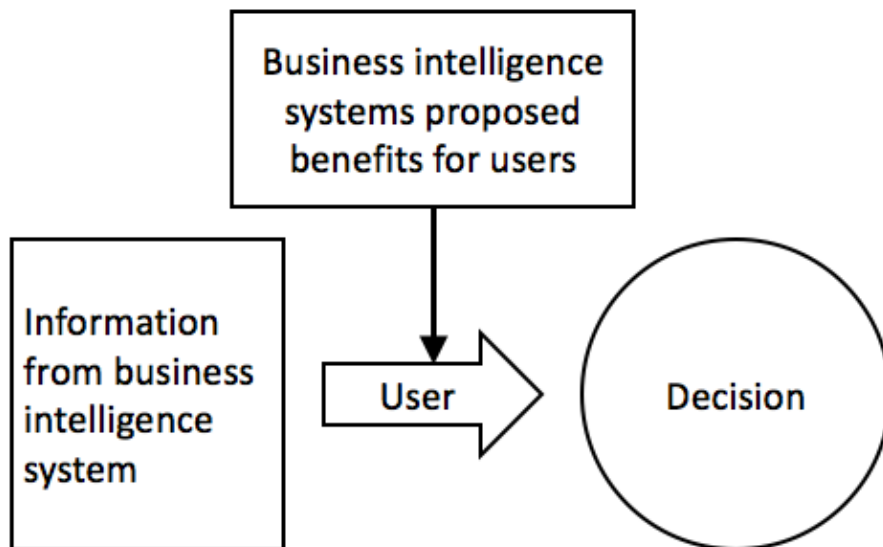 Business intelligence
systems proposed
benefits for users
Information
from business
intelligence
system
User
Decision